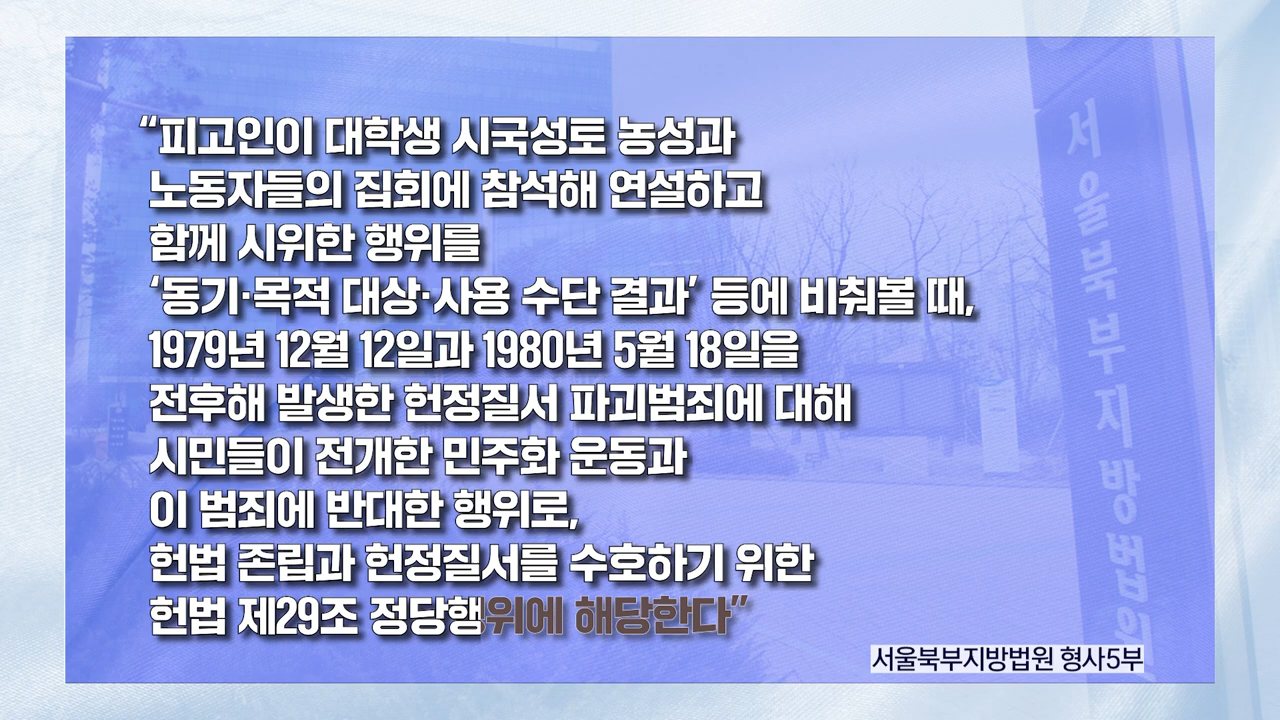 “피고인이 대학생 시국성토 농성과
노동자들의 집회에 참석해 연설하고
함께 시위한 행위를
‘동기·목적 대상·사용 수단 결과’ 등에 비춰볼 때,
1979년 12월 12일과 1980년 5월 18일을
전후해 발생한 헌정질서 파괴범죄에 대해
시민들이 전개한 민주화 운동과
이 범죄에 반대한 행위로,
헌법 존립과 헌정질서를 수호하기 위한
헌법 제29조 정당행위에 해당한다”
서울북부지방법원 형사5부
서울북부지방법원